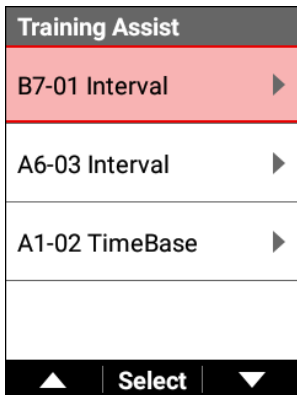 Training Assist
B7-01 Interval
A6-03 Interval
A1-02 TimeBase
Select